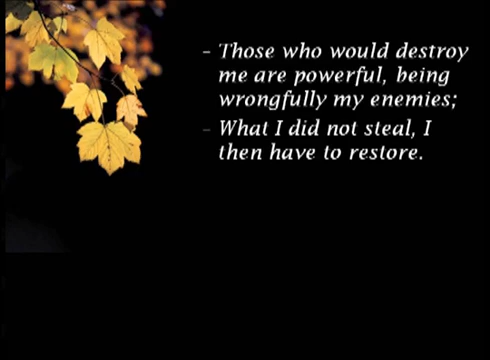 - Those who would destroy
me are powerful, being
wrongfully my enemies;
- What I did not steal, I
then have to restore.